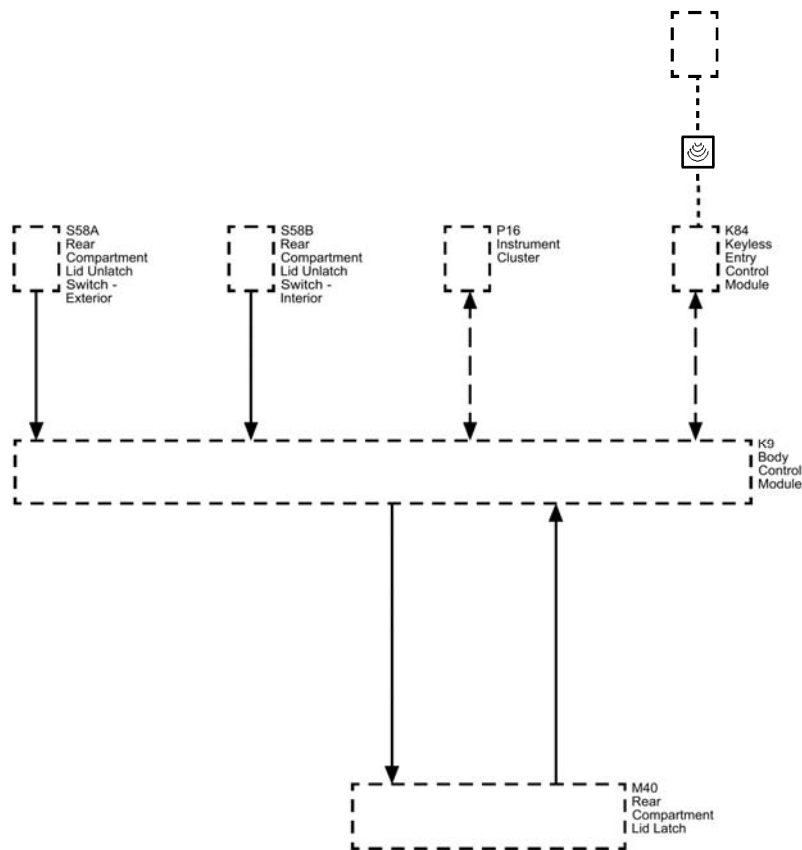 S58A
Rear
Compartment
Lid Unlatch
Switch -
Exterior
S58B
Rear
Compartment
Lid Unlatch
Switch -
Interior
P16
Instrument
Cluster
K84
Keyless
Entry
Control
Module
K9
Body
Control
Module
M40
Rear
Compartment
Lid Latch